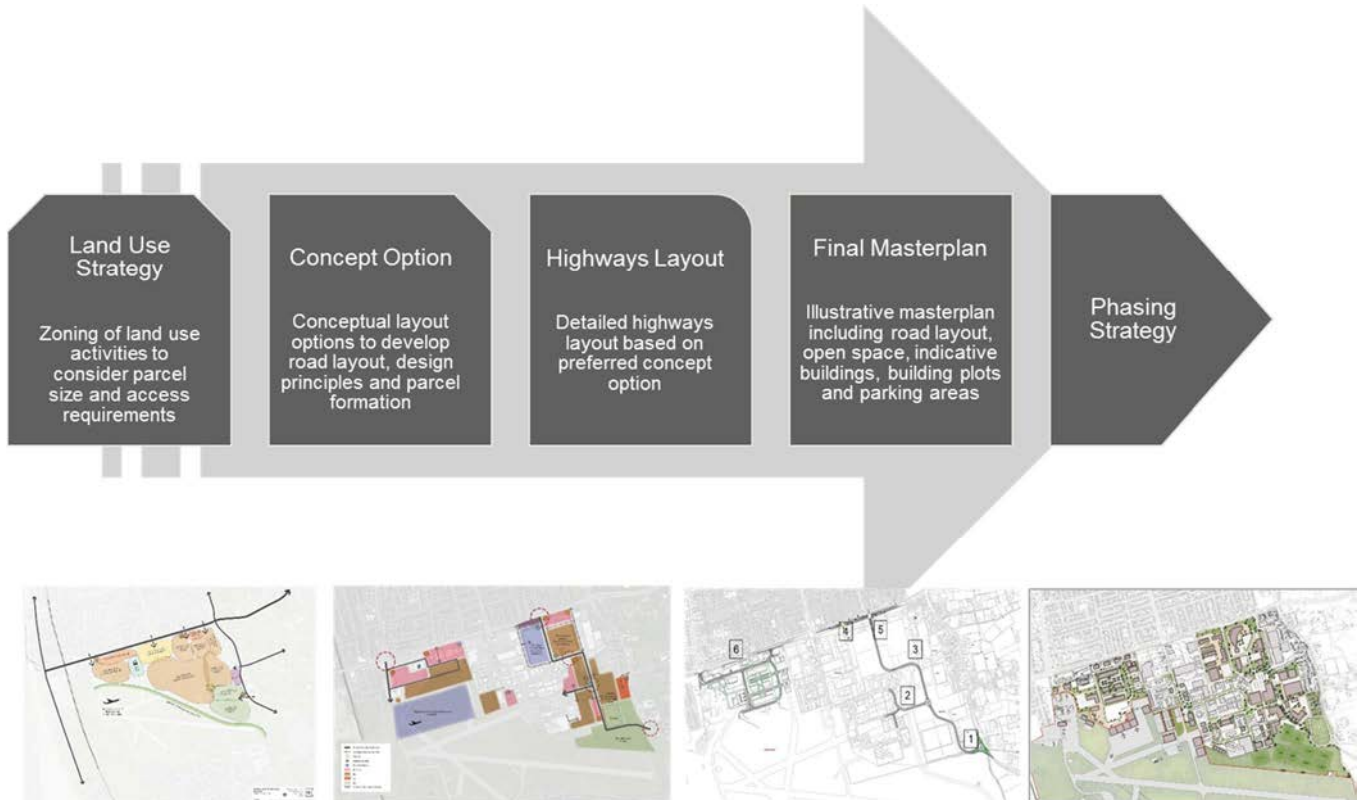 Land Use
Strategy
Zoning of land use
activities to
consider parcel
size and access
requirements
Concept Option
Conceptual layout
options to develop
road layout, design
principles and parcel
formation
Highways Layout
Detailed highways
layout based on
preferred concept
option
Final Masterplan
Illustrative masterplan
including road layout,
open space, indicative
buildings, building plots
and parking areas
Phasing
Strategy
6
4
5
3
2
1